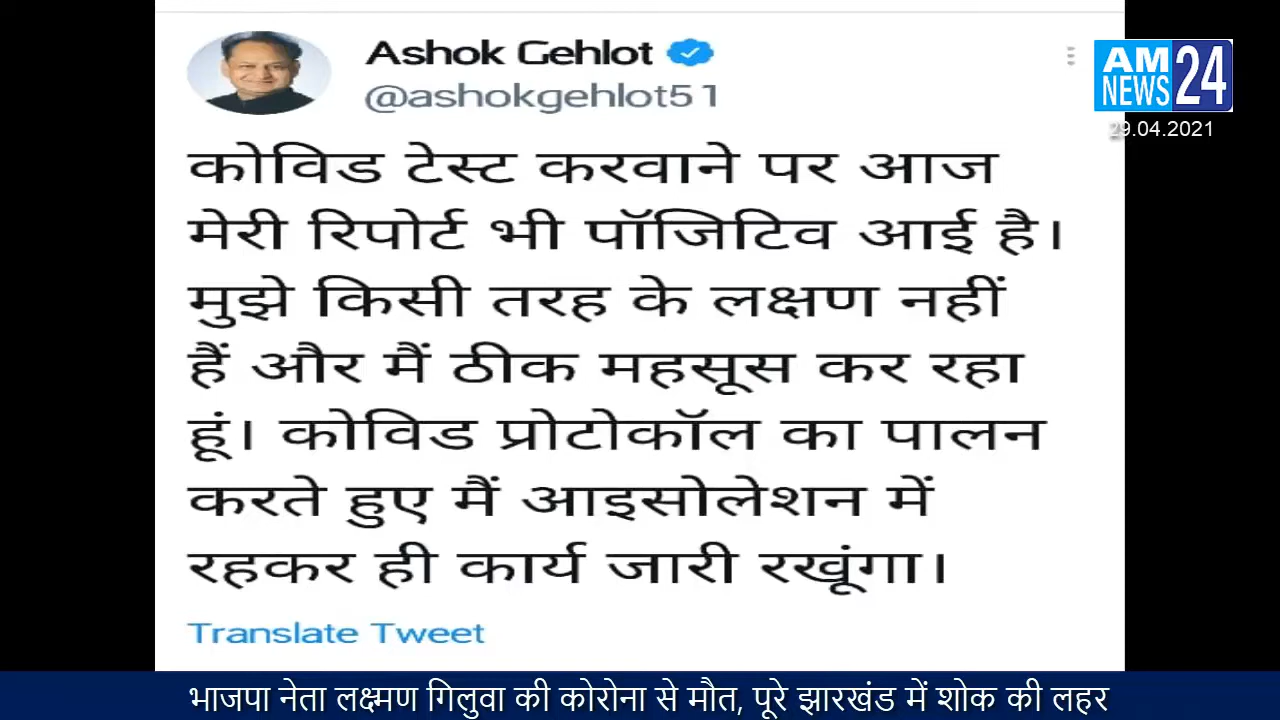 Ashok Gehlot
@ashokgehlot51
AM
NEWS
24
29.04.2021
कोविड टेस्ट करवाने पर आज
मेरी रिपोर्ट भी पॉजिटिव आई है।
मुझे किसी तरह के लक्षण नहीं
हैं और मैं ठीक महसूस कर रहा
हूं। कोविड प्रोटोकॉल का पालन
करते हुए मैं आइसोलेशन में
रहकर ही कार्य जारी रखूंगा।
Translate Tweet
भाजपा नेता लक्ष्मण गिलुवा की कोरोना से मौत, पूरे झारखंड में शोक की लहर